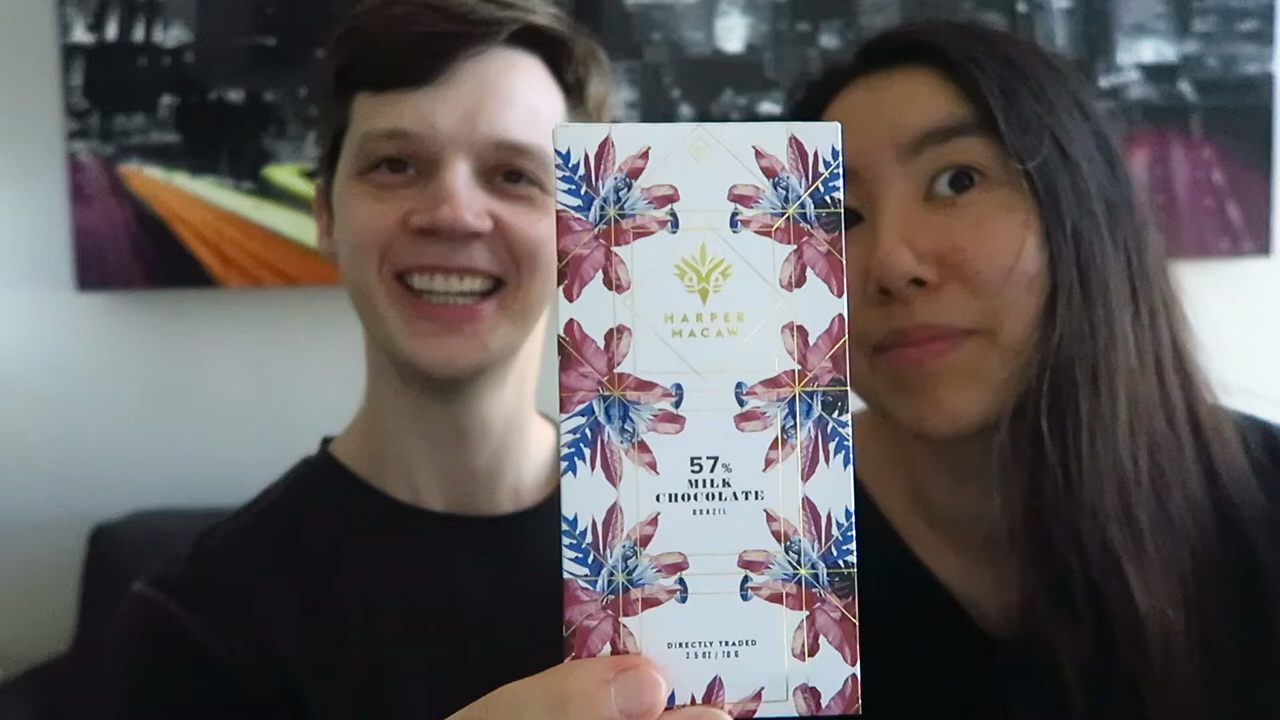 HARPER
MACAW
57%
MILK
CHOCOLATE
BRAZIL
DIRECTLY TRADED
2.5 OZ / 70 G